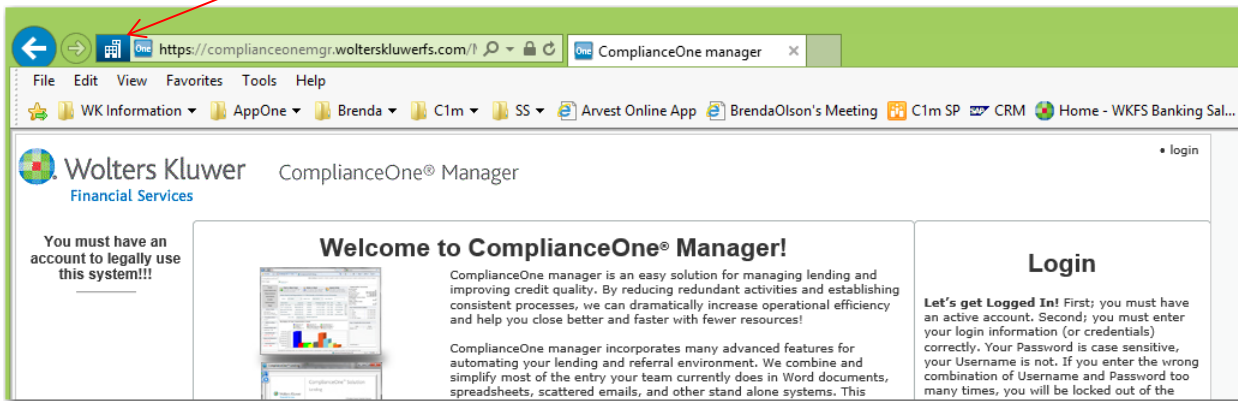 One https://complianceonemgr.wolterskluwerfs.com/
One ComplianceOne manager ×
File Edit View Favorites Tools Help
WK Information AppOne Brenda C1m SS Arvest Online App BrendaOlson's Meeting C1m SP CRM Home - WKFS Banking Sal...
Wolters Kluwer
Financial Services
ComplianceOne® Manager
• login
You must have an
account to legally use
this system!!!
Welcome to ComplianceOne® Manager!
ComplianceOne manager is an easy solution for managing lending and
improving credit quality. By reducing redundant activities and establishing
consistent processes, we can dramatically increase operational efficiency
and help you close better and faster with fewer resources!
ComplianceOne manager incorporates many advanced features for
automating your lending and referral environment. We combine and
simplify most of the entry your team currently does in Word documents,
spreadsheets, scattered emails, and other stand alone systems. This
Login
Let's get Logged In! First; you must have
an active account. Second; you must enter
your login information (or credentials)
correctly. Your Password is case sensitive,
your Username is not. If you enter the wrong
combination of Username and Password too
many times, you will be locked out of the